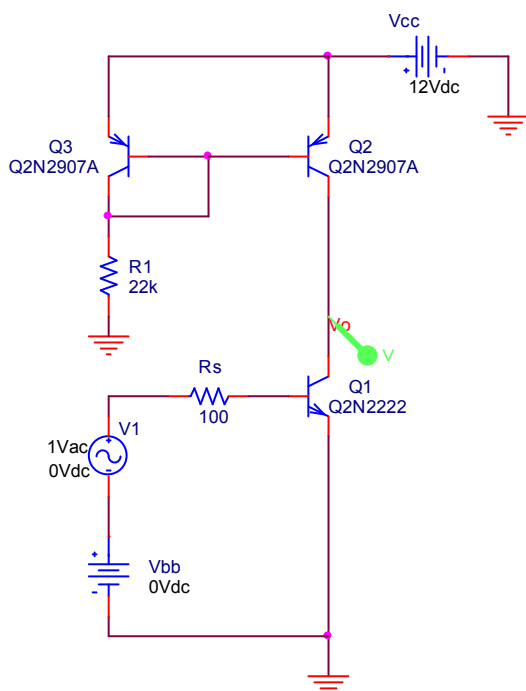 Vcc
12Vdc
Q3
Q2N2907A
Q2
Q2N2907A
R1
22k
Vo
V
Rs
100
Q1
Q2N2222
V1
1Vac
0Vdc
Vbb
0Vdc